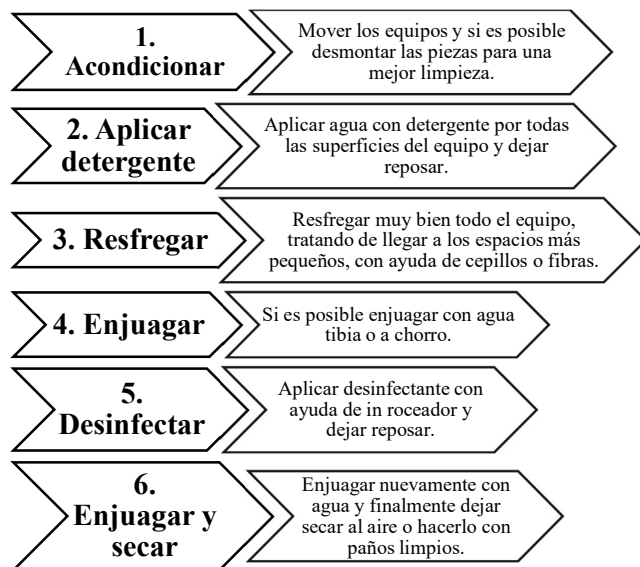 1.
Acondicionar
Mover los equipos y si es posible
desmontar las piezas para una
mejor limpieza.
2. Aplicar
detergente
Aplicar agua con detergente por todas
las superficies del equipo y dejar
reposar.
3. Resfregar
Resfregar muy bien todo el equipo,
tratando de llegar a los espacios más
pequeños, con ayuda de cepillos o fibras.
4. Enjuagar
Si es posible enjuagar con agua
tibia o a chorro.
5.
Desinfectar
Aplicar desinfectante con
ayuda de in roceador y
dejar reposar.
6.
Enjuagar y
secar
Enjuagar nuevamente con
agua y finalmente dejar
secar al aire o hacerlo con
paños limpios.